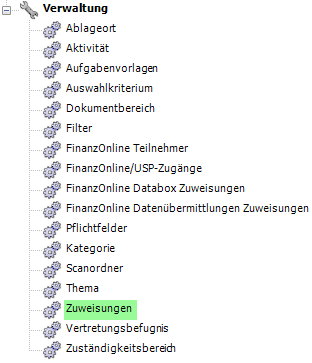 Verwaltung
Ablageort
Aktivität
Aufgabenvorlagen
Auswahlkriterium
Dokumentbereich
Filter
FinanzOnline Teilnehmer
FinanzOnline/USP-Zugänge
FinanzOnline Databox Zuweisungen
FinanzOnline Datenübermittlungen Zuweisungen
Pflichtfelder
Kategorie
Scanordner
Thema
Zuweisungen
Vertretungsbefugnis
Zuständigkeitsbereich